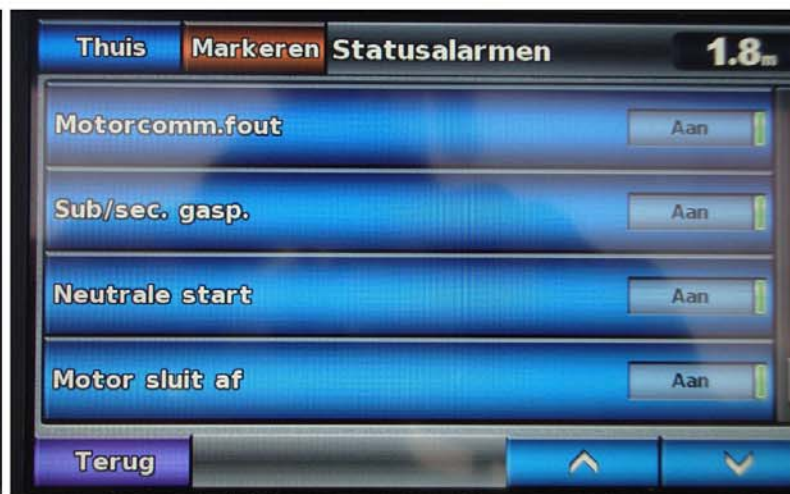 Thuis Markeren Statusalarmen 1.8m
Motorcomm.fout Aan
Sub/sec. gasp. Aan
Neutrale start Aan
Motor sluit af Aan
Terug